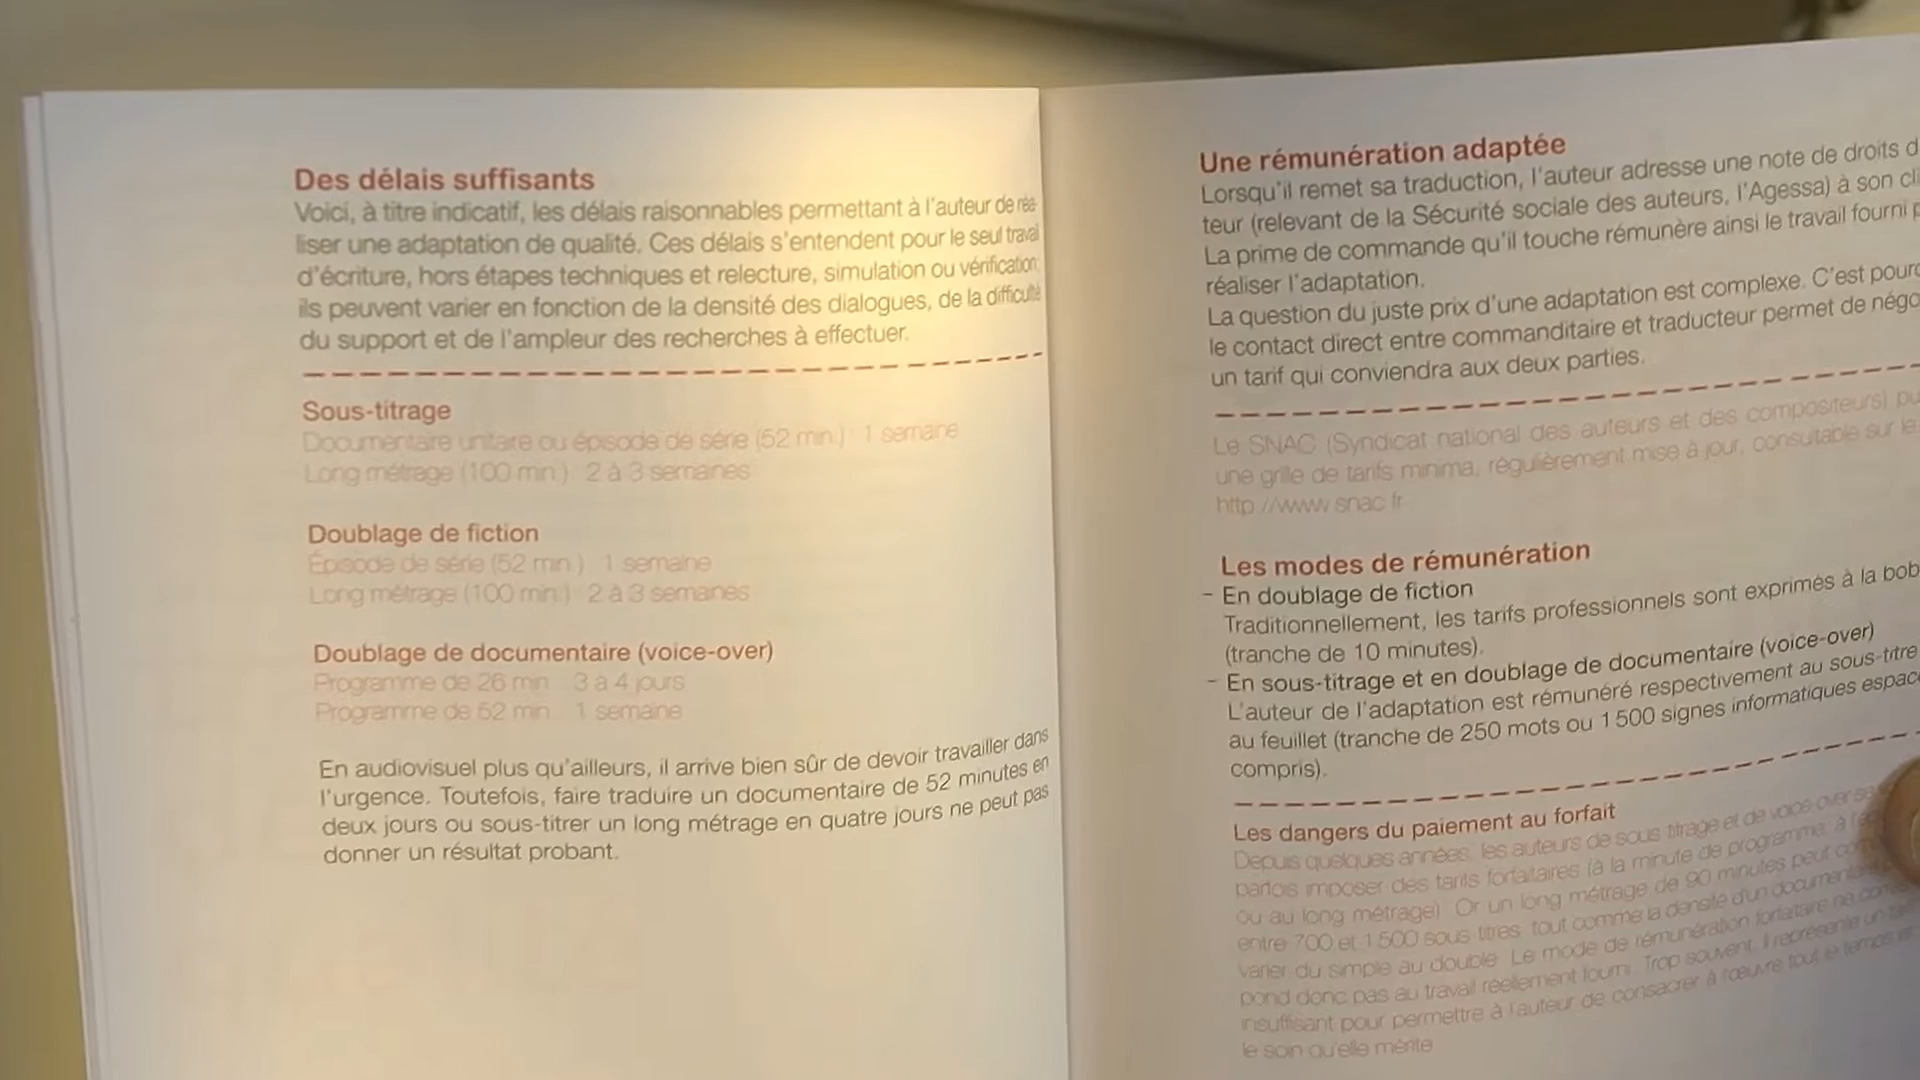 Des délais suffisants
Voici, à titre indicatif, les délais raisonnables permettant à l'auteur de réa-
liser une adaptation de qualité. Ces délais s'entendent pour le seul travail
d'écriture, hors étapes techniques et relecture, simulation ou vérification;
ils peuvent varier en fonction de la densité des dialogues, de la difficulté
du support et de l'ampleur des recherches à effectuer.
Sous-titrage
Documentaire unitaire ou épisode de série (52 min.) : 1 semaine
Long métrage (100 min.) : 2 à 3 semaines
Doublage de fiction
Épisode de série (52 min.) : 1 semaine
Long métrage (100 min.) : 2 à 3 semaines
Doublage de documentaire (voice-over)
Programme de 26 min. : 3 à 4 jours
Programme de 52 min. : 1 semaine
En audiovisuel plus qu'ailleurs, il arrive bien sûr de devoir travailler dans
l'urgence. Toutefois, faire traduire un documentaire de 52 minutes en
deux jours ou sous-titrer un long métrage en quatre jours ne peut pas
donner un résultat probant.
Une rémunération adaptée
Lorsqu'il remet sa traduction, l'auteur adresse une note de droits d
teur (relevant de la Sécurité sociale des auteurs, l'Agessa) à son cli
La prime de commande qu'il touche rémunère ainsi le travail fourni p
réaliser l'adaptation.
La question du juste prix d'une adaptation est complexe. C'est pourq
le contact direct entre commanditaire et traducteur permet de négo
un tarif qui conviendra aux deux parties.
Le SNAC (Syndicat national des auteurs et des compositeurs) pu
une grille de tarifs minima, régulièrement mise à jour, consultable sur le
http://www.snac.fr
Les modes de rémunération
– En doublage de fiction
Traditionnellement, les tarifs professionnels sont exprimés à la bob
(tranche de 10 minutes).
– En sous-titrage et en doublage de documentaire (voice-over)
L'auteur de l'adaptation est rémunéré respectivement au sous-titre
au feuillet (tranche de 250 mots ou 1 500 signes informatiques espac
compris).
Les dangers du paiement au forfait
Depuis quelques années, les auteurs de sous-titrage et de voice-over se
parfois imposer des tarifs forfaitaires (à la minute de programme, à l'ép
ou au long métrage). Or un long métrage de 90 minutes peut co
entre 700 et 1 500 sous-titres, tout comme la densité d'un documenta
varier du simple au double. Le mode de rémunération forfaitaire ne corres
pond donc pas au travail réellement fourni. Trop souvent, il représente un
insuffisant pour permettre à l'auteur de consacrer à l'œuvre tout le temps et
le soin qu'elle mérite.